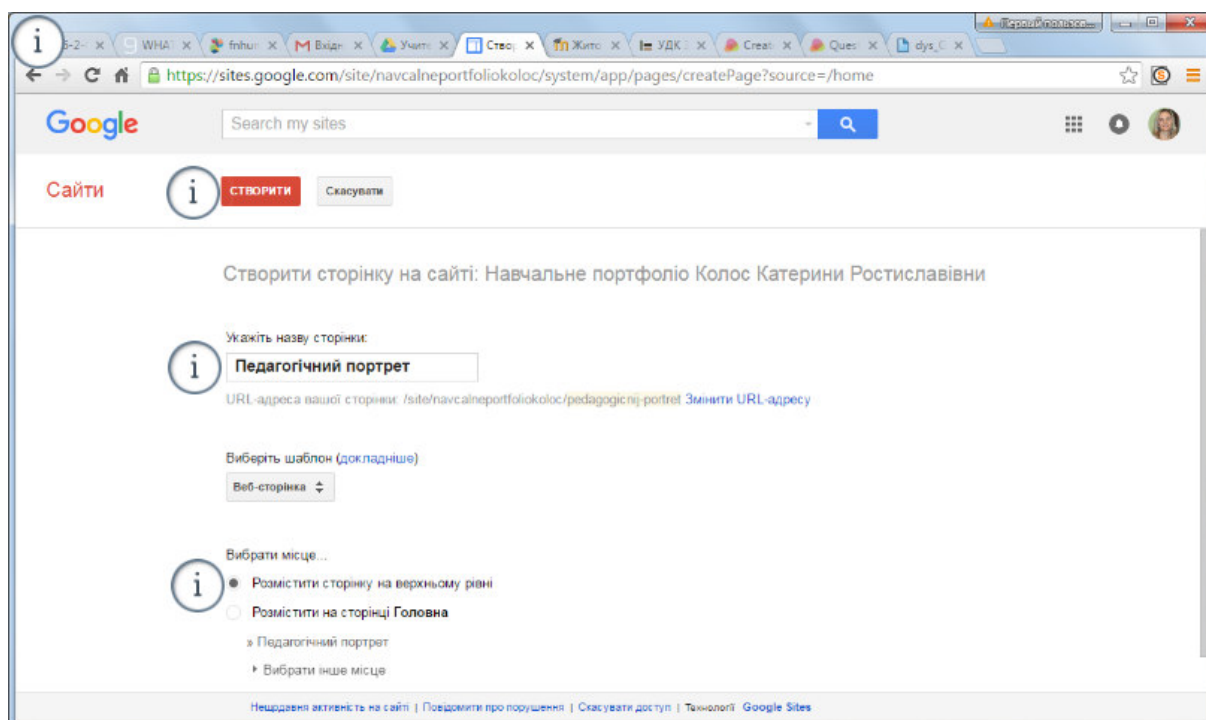 i
WHA
fnhum
Вхідн
Учите
Створ
Жито
УДК
Creat
Ques
dys_C
https://sites.google.com/site/navcalneportfoliokoloc/system/app/pages/createPage?source=/home
Google
Search my sites
Сайти
i
СТВОРИТИ
Скасувати
Створити сторінку на сайті: Навчальне портфоліо Колос Катерини Ростиславівни
Укажіть назву сторінки:
i
Педагогічний портрет
URL-адреса вашої сторінки: /site/navcalneportfoliokoloc/pedagogicnij-portret Змінити URL-адресу
Виберіть шаблон (докладніше)
Веб-сторінка
Вибрати місце...
i
Розмістити сторінку на верхньому рівні
Розмістити на сторінці Головна
» Педагогічний портрет
Вибрати інше місце
Нещодавня активність на сайті | Повідомити про порушення | Скасувати доступ | Технології Google Sites